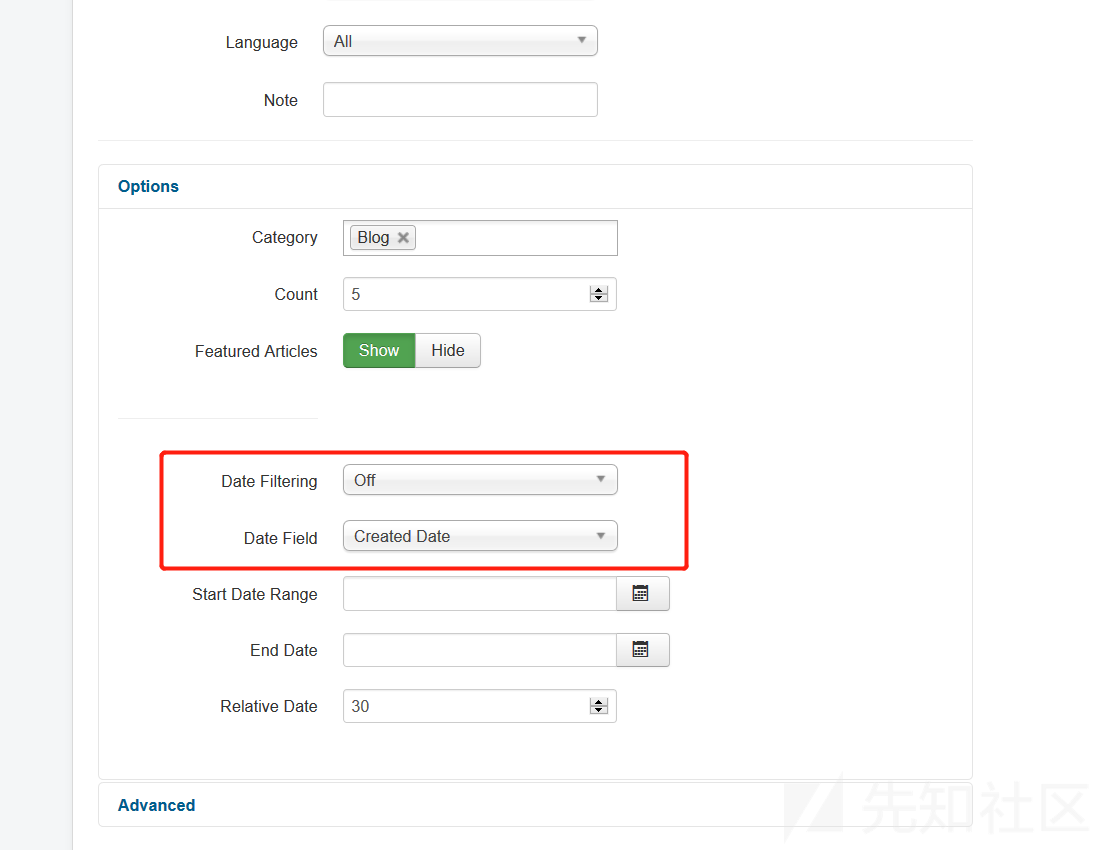 Language All
Note
Options
Category Blog
Count 5
Featured Articles Show Hide
Date Filtering Off
Date Field Created Date
Start Date Range
End Date
Relative Date 30
Advanced
先知社区